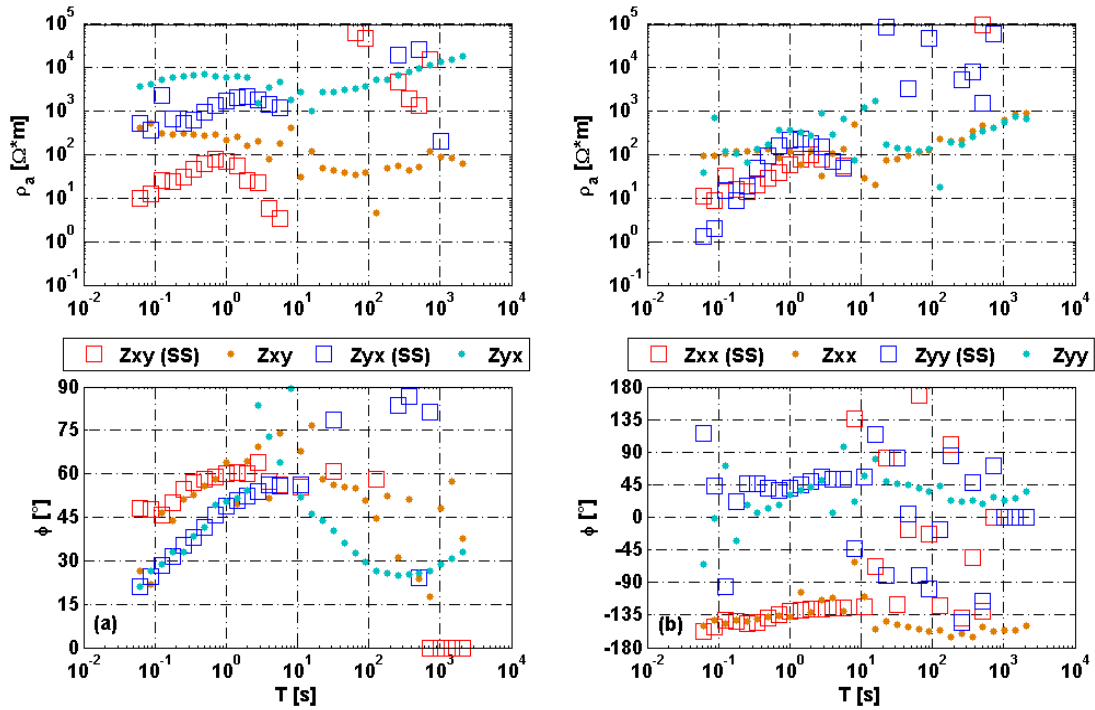 10^5 10^4 10^3 10^2 10^1 10^0 10^-1
ρa [Ω*m]
10^-2 10^-1 10^0 10^1 10^2 10^3 10^4
10^5 10^4 10^3 10^2 10^1 10^0 10^-1
ρa [Ω*m]
10^-2 10^-1 10^0 10^1 10^2 10^3 10^4
Zxy (SS) Zxy Zyx (SS) Zyx
Zxx (SS) Zxx Zyy (SS) Zyy
90 75 60 45 30 15 0
ϕ [°]
(a)
10^-2 10^-1 10^0 10^1 10^2 10^3 10^4
T [s]
180 135 90 45 0 -45 -90 -135 -180
ϕ [°]
(b)
10^-2 10^-1 10^0 10^1 10^2 10^3 10^4
T [s]